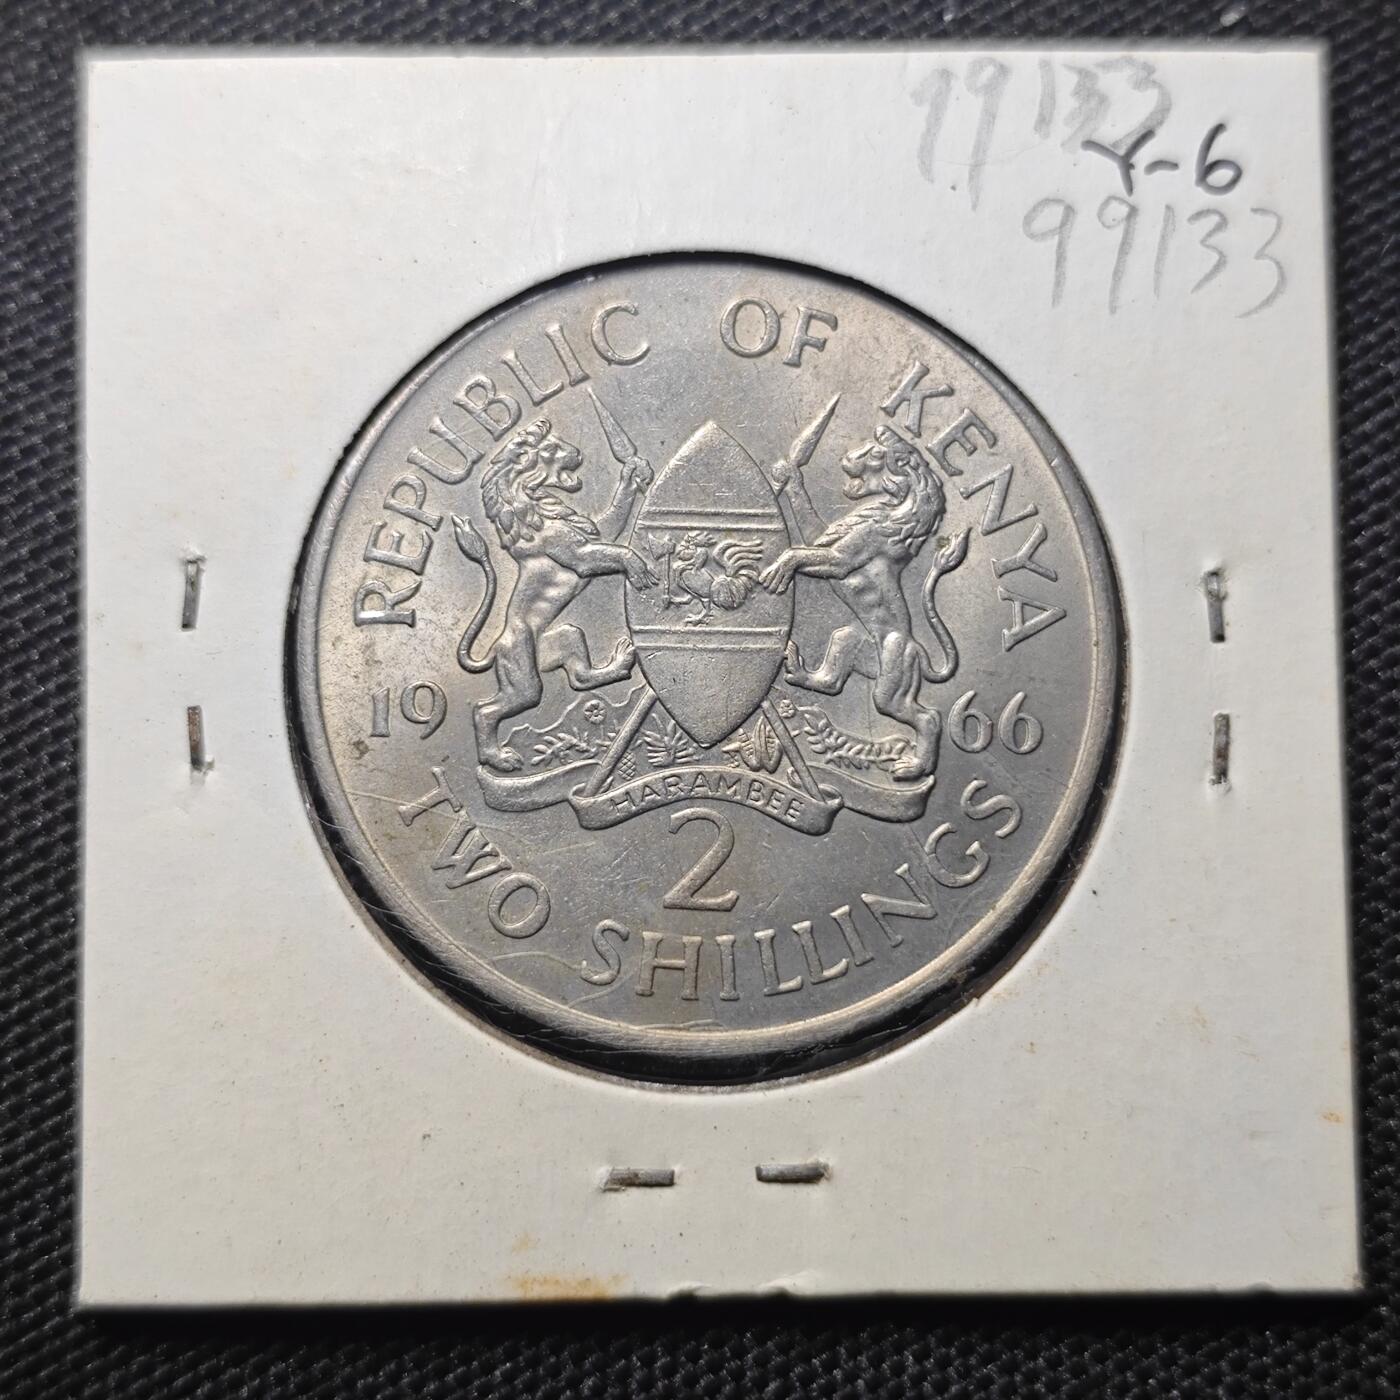 99133
Y-6
99133
REPUBLIC OF KENYA
19 66
HARAMBEE
2
TWO SHILLINGS